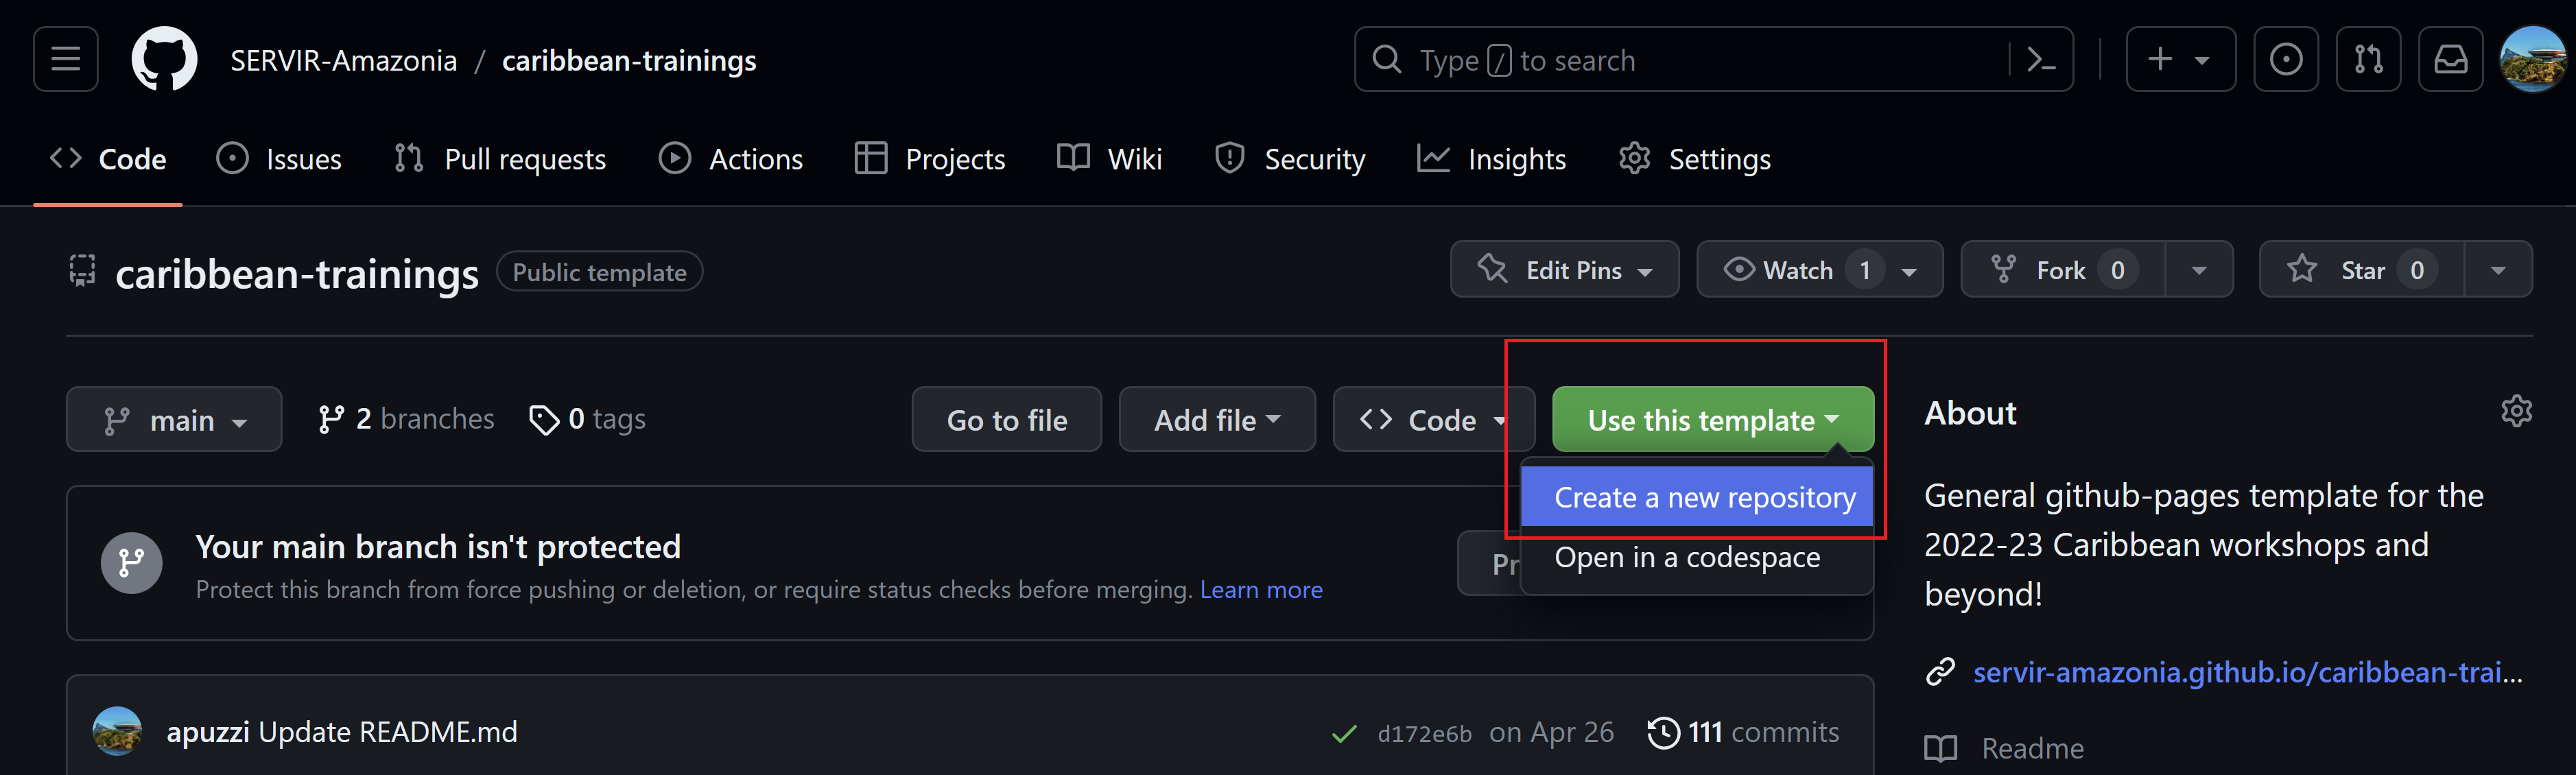 SERVIR-Amazonia / caribbean-trainings
Type / to search
Code Issues Pull requests Actions Projects Wiki Security Insights Settings
caribbean-trainings Public template
Edit Pins Watch 1 Fork 0 Star 0
main 2 branches 0 tags
Go to file Add file Code Use this template
Create a new repository
Open in a codespace
Your main branch isn't protected
Protect this branch from force pushing or deletion, or require status checks before merging. Learn more
Pr
apuzzi Update README.md
d172e6b on Apr 26 111 commits
About
General github-pages template for the
2022-23 Caribbean workshops and
beyond!
servir-amazonia.github.io/caribbean-trai...
Readme